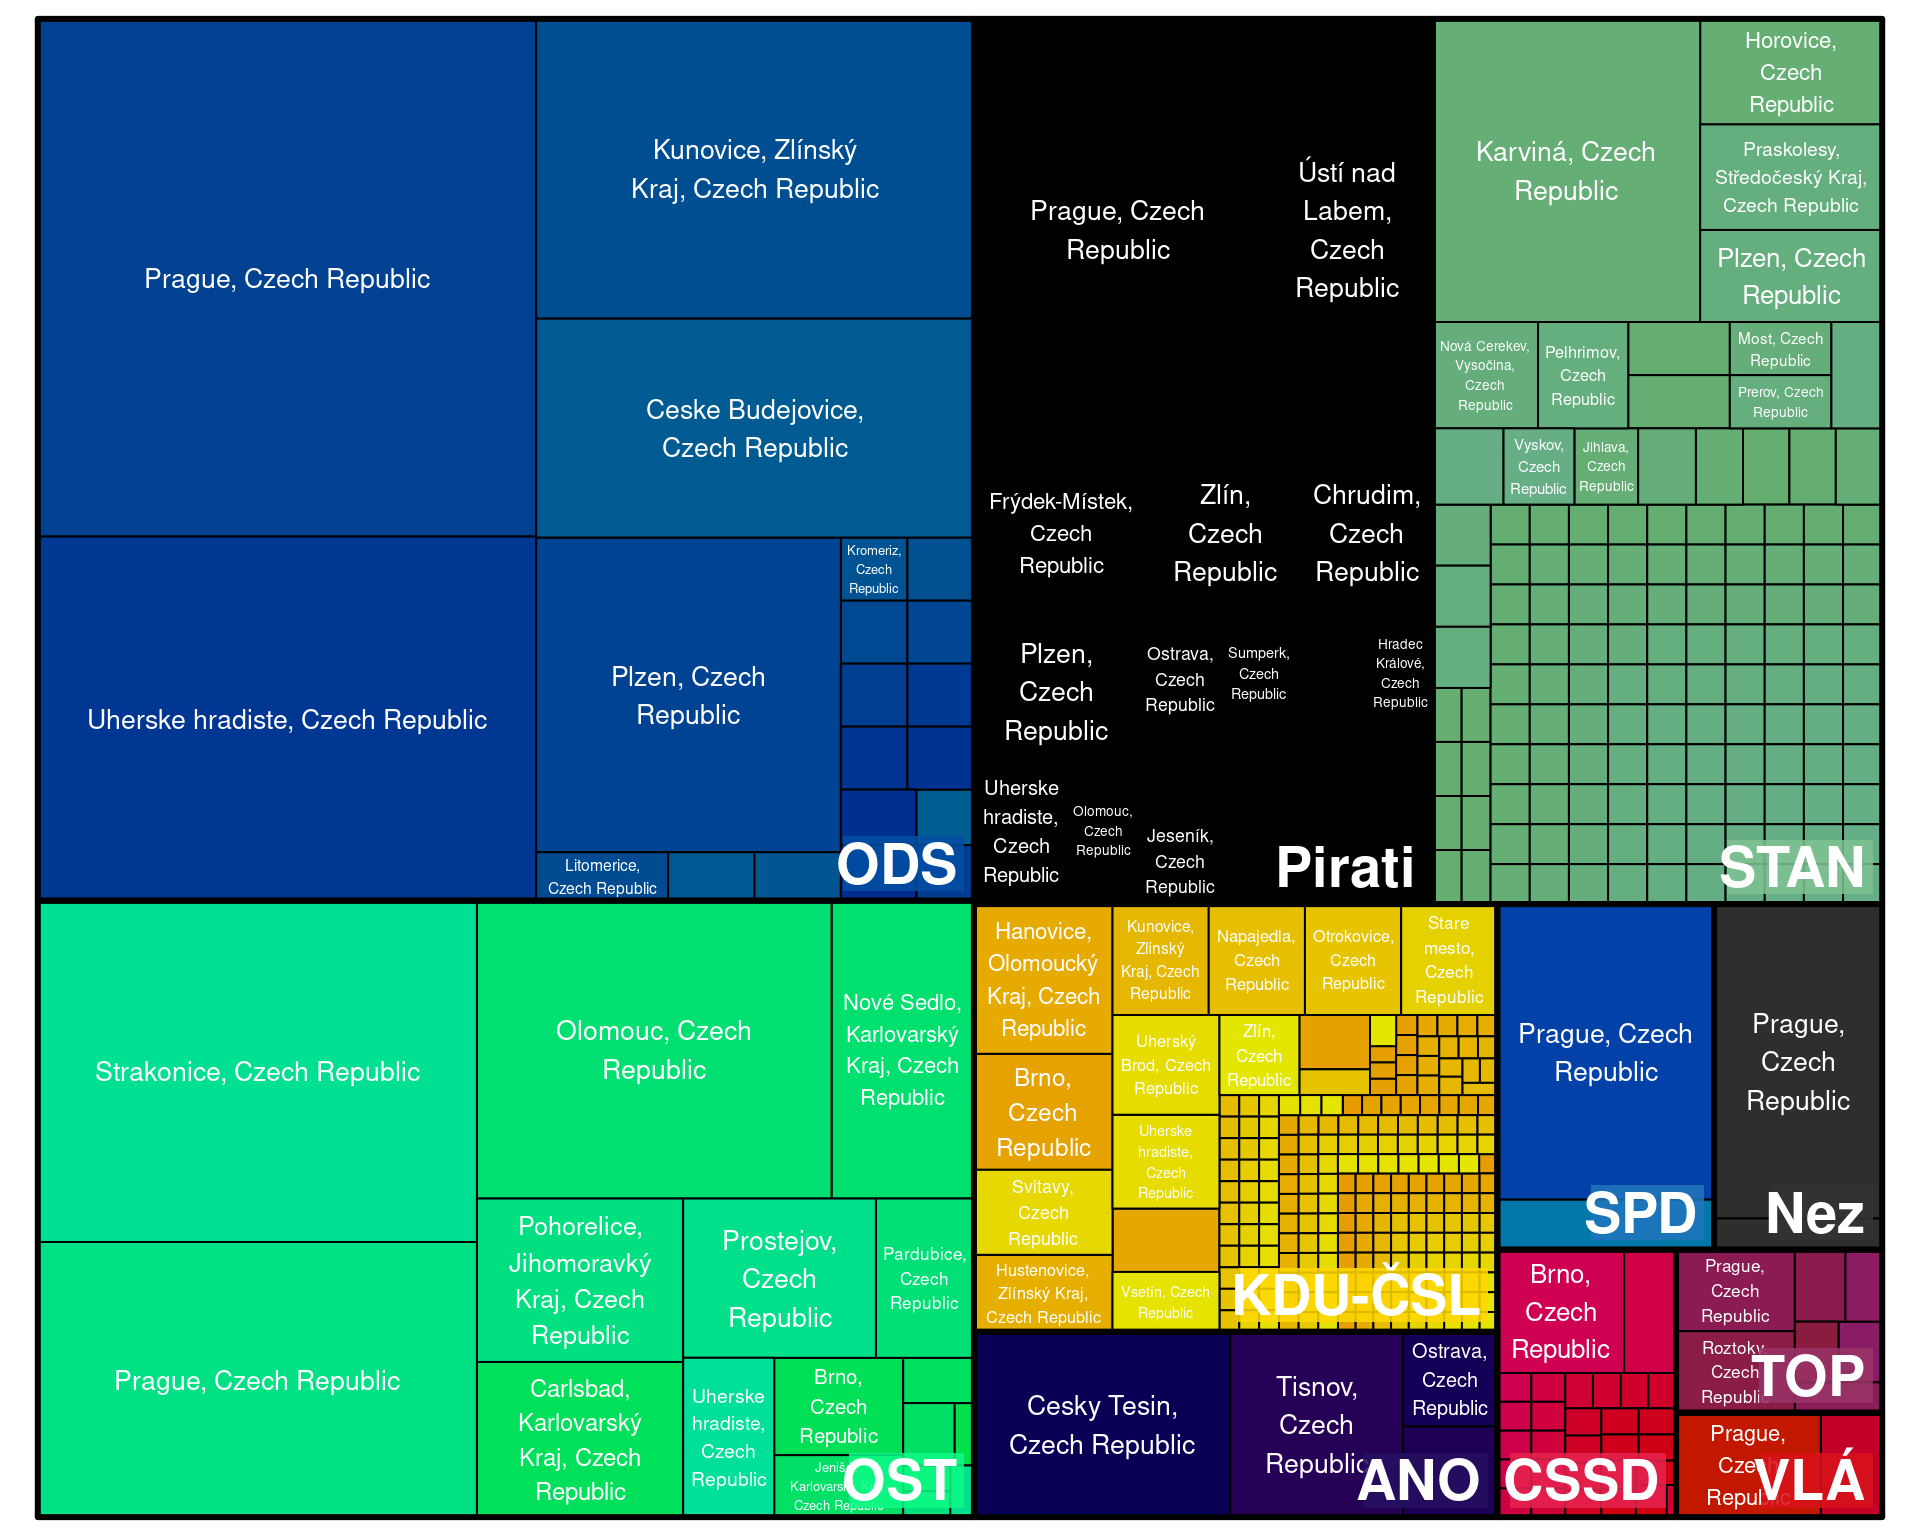 Prague, Czech Republic
Kunovice, Zlínský
Kraj, Czech Republic
Ceske Budejovice,
Czech Republic
Uherske hradiste, Czech Republic
Plzen, Czech
Republic
Kromeriz,
Czech
Republic
Litomerice,
Czech Republic
ODS
Prague, Czech
Republic
Ústí nad
Labem,
Czech
Republic
Frýdek-Místek,
Czech
Republic
Zlín,
Czech
Republic
Chrudim,
Czech
Republic
Plzen,
Czech
Republic
Ostrava,
Czech
Republic
Sumperk,
Czech
Republic
Hradec
Králové,
Czech
Republic
Uherske
hradiste,
Czech
Republic
Olomouc,
Czech
Republic
Jeseník,
Czech
Republic
Pirati
Karviná, Czech
Republic
Horovice,
Czech
Republic
Praskolesy,
Středočeský Kraj,
Czech Republic
Plzen, Czech
Republic
Nová Cerekev,
Vysočina,
Czech
Republic
Pelhrimov,
Czech
Republic
Most, Czech
Republic
Prerov, Czech
Republic
Vyskov,
Czech
Republic
Jihlava,
Czech
Republic
STAN
Strakonice, Czech Republic
Prague, Czech Republic
Olomouc, Czech
Republic
Nové Sedlo,
Karlovarský
Kraj, Czech
Republic
Pohorelice,
Jihomoravký
Kraj, Czech
Republic
Prostejov,
Czech
Republic
Pardubice,
Czech
Republic
Carlsbad,
Karlovarský
Kraj, Czech
Republic
Uherske
hradiste,
Czech
Republic
Brno,
Czech
Republic
Czech Republic
OST
Hanovice,
Olomoucký
Kraj, Czech
Republic
Kunovice,
Zlínský
Kraj, Czech
Republic
Napajedla,
Czech
Republic
Otrokovice,
Czech
Republic
Stare
mesto,
Czech
Republic
Brno,
Czech
Republic
Uherský
Brod, Czech
Republic
Zlín,
Czech
Republic
Uherske
hradiste,
Czech
Republic
Svitavy,
Czech
Republic
Hustenovice,
Zlínský Kraj,
Czech Republic
Vsetín, Czech
Republic
KDU-ČSL
Cesky Tesin,
Czech Republic
Tisnov,
Czech
Republic
Ostrava,
Czech
Republic
ANO
Prague, Czech
Republic
SPD
Prague,
Czech
Republic
Nez
Brno,
Czech
Republic
CSSD
Prague,
Czech
Republic
Roztoky,
Czech
Republic
TOP
Prague,
Czech
Republic
VLÁ